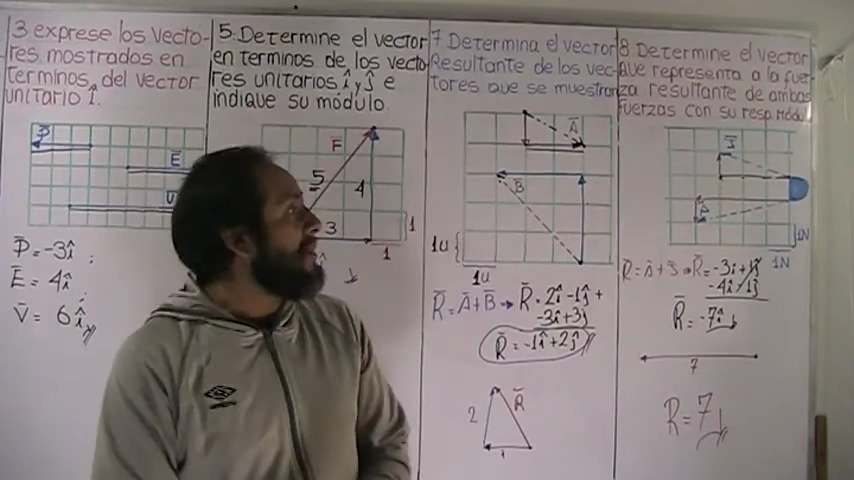 3 exprese los vecto-
res mostrados en
terminos del vector
unitario î.
P
E
P = -3î
E = 4î
V = 6î
5. Determine el vector
en terminos de los vecto
res unitarios î y ĵ e
indique su módulo.
F
5
4
3
1
1
7 Determina el vector
Resultante de los vec-
tores que se muestran
A
B
1u
1u
R = A + B → R = 2î - 1ĵ +
-3î + 3ĵ
R = -1î + 2ĵ
2
R
1
8 Determine el vector
que representa a la fuer
za resultante de ambas
fuerzas con su resp. módulo
1N
1N
R = A + B → R = -3î + 1ĵ
-4î - 1ĵ
R = -7î
7
R = 7